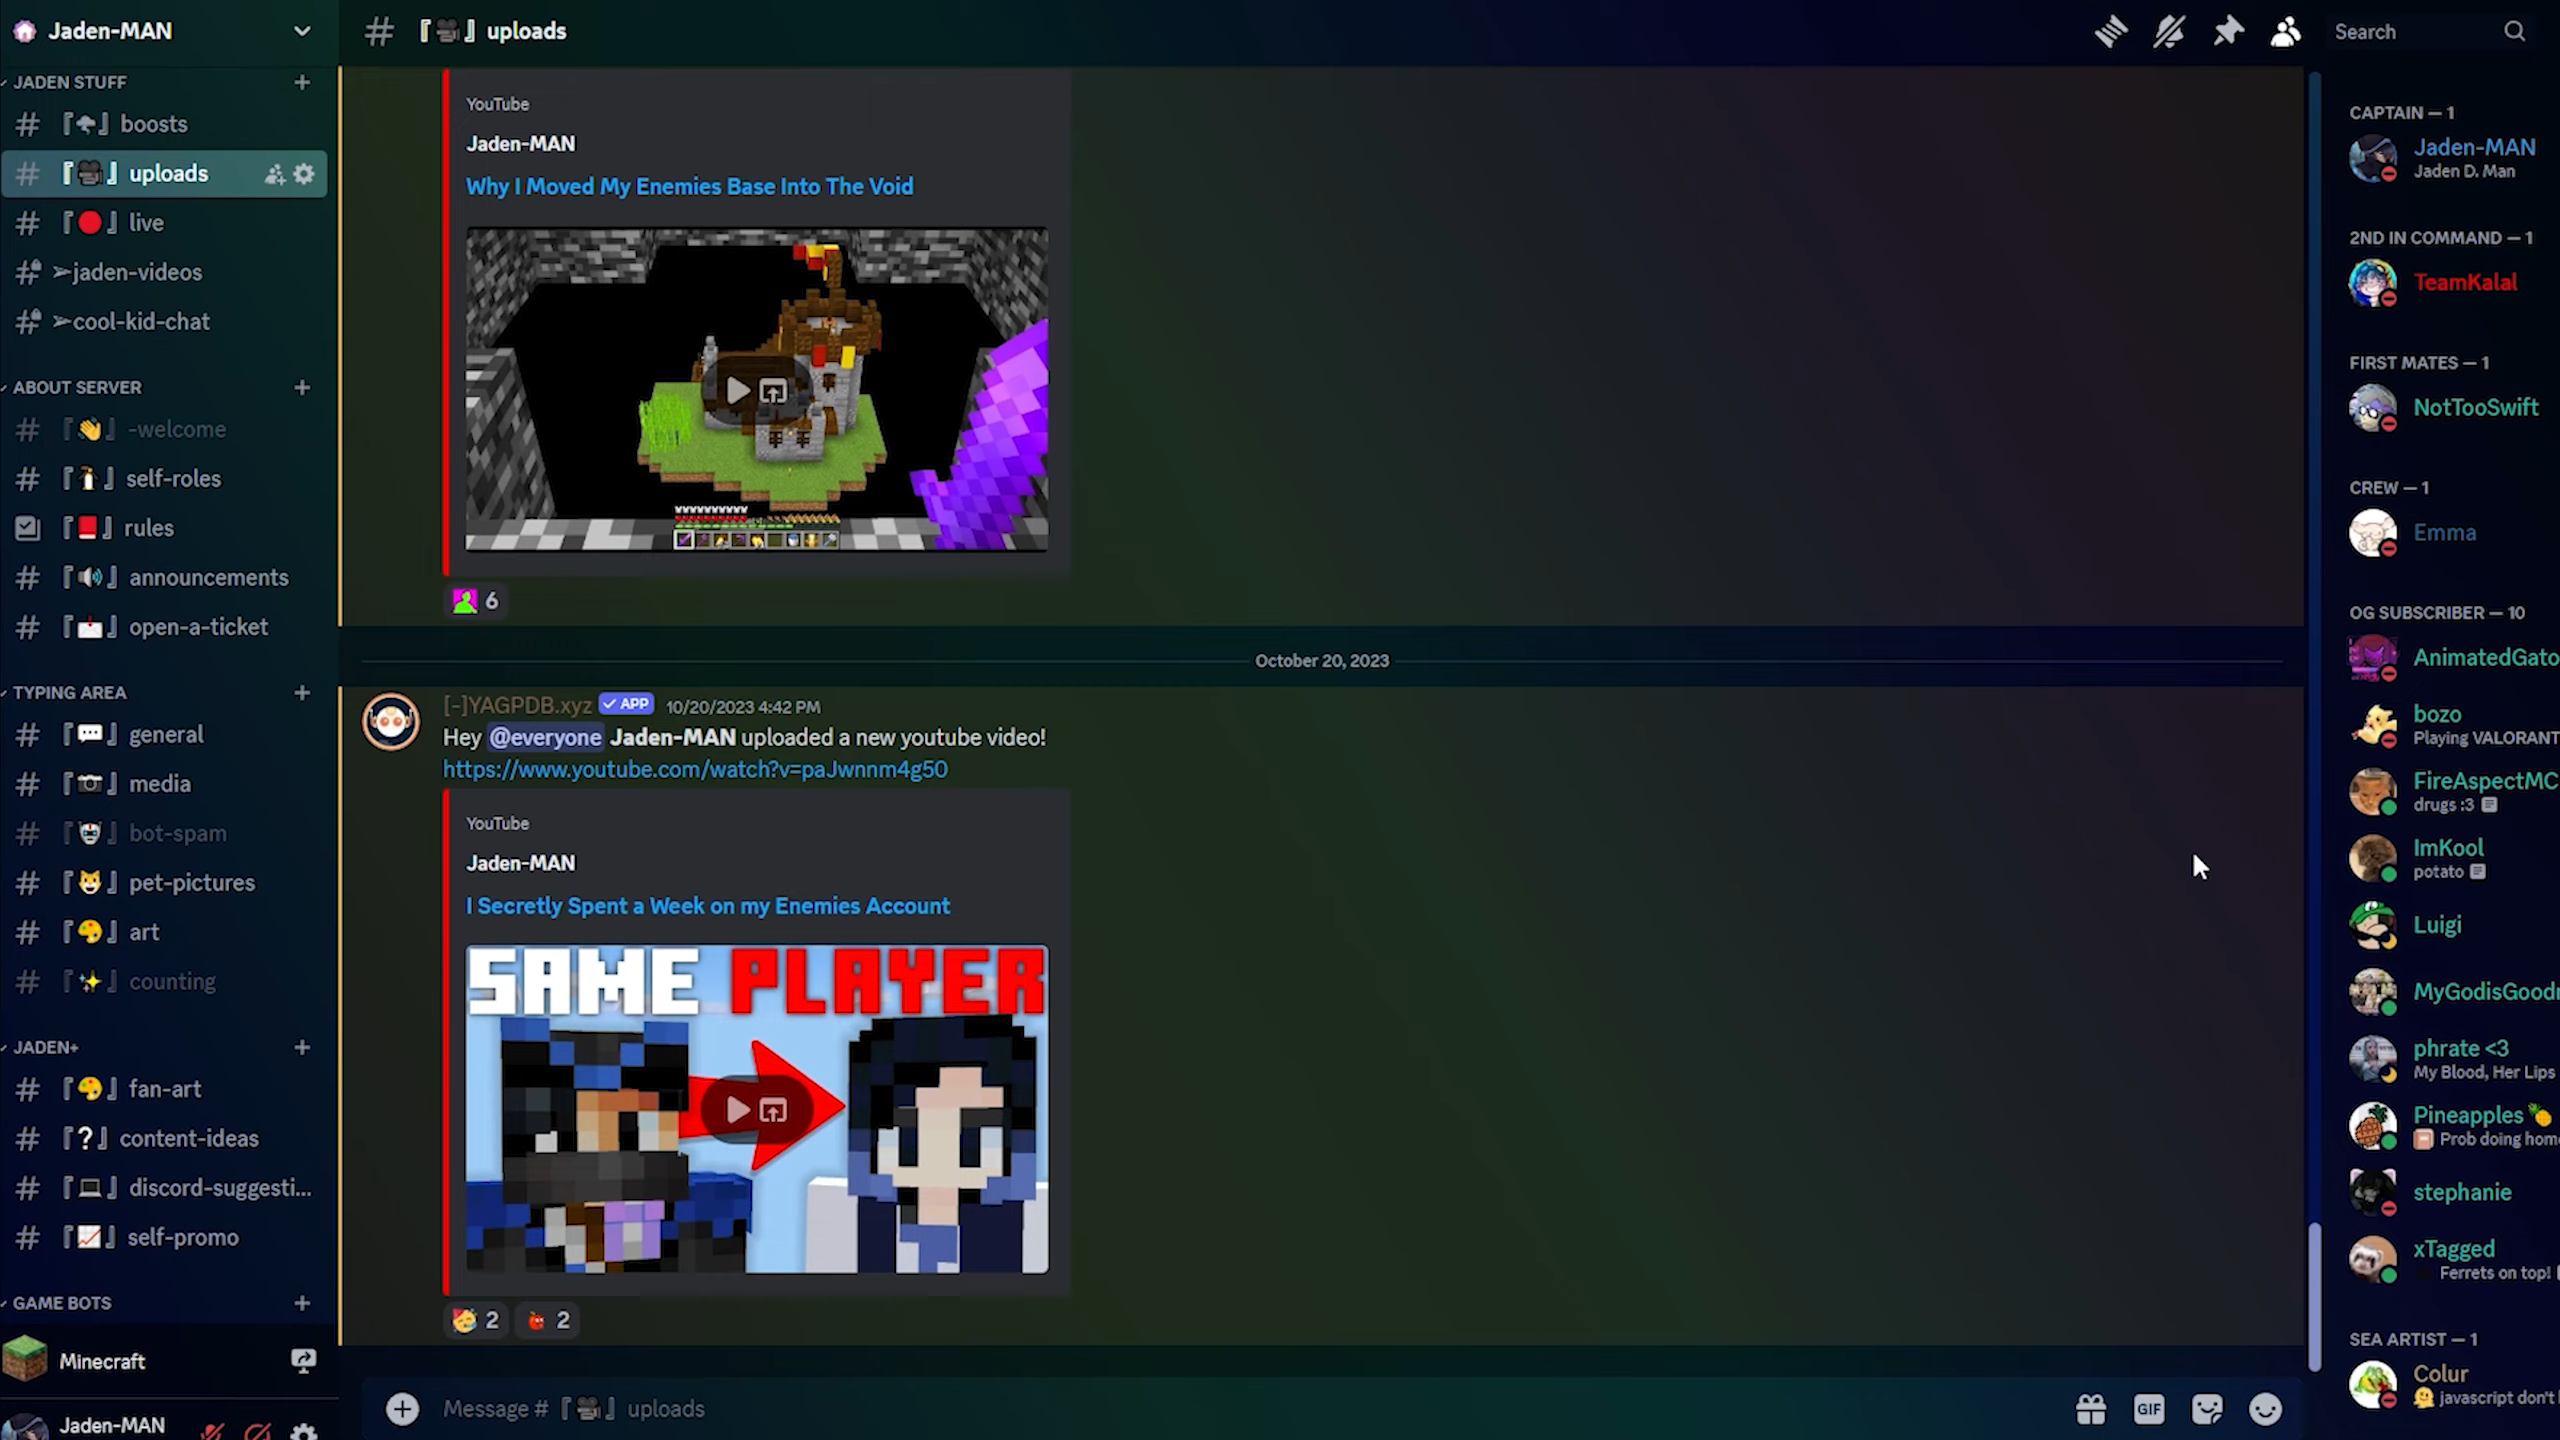 Jaden-MAN
JADEN STUFF
boosts
uploads
live
➢jaden-videos
➢cool-kid-chat
ABOUT SERVER
-welcome
self-roles
rules
announcements
open-a-ticket
TYPING AREA
general
media
bot-spam
pet-pictures
art
counting
JADEN+
fan-art
content-ideas
discord-suggesti...
self-promo
GAME BOTS
Minecraft
Jaden-MAN
# 『』 uploads
Search
YouTube
Jaden-MAN
Why I Moved My Enemies Base Into The Void
6
October 20, 2023
[-]YAGPDB.xyz ✓ APP 10/20/2023 4:42 PM
Hey @everyone Jaden-MAN uploaded a new youtube video!
https://www.youtube.com/watch?v=paJwnnm4g50
YouTube
Jaden-MAN
I Secretly Spent a Week on my Enemies Account
SAME PLAYER
2 2
Message # 『』 uploads
GIF
CAPTAIN — 1
Jaden-MAN
Jaden D. Man
2ND IN COMMAND — 1
TeamKalal
FIRST MATES — 1
NotTooSwift
CREW — 1
Emma
OG SUBSCRIBER — 10
AnimatedGato
bozo
Playing VALORANT
FireAspectMC
drugs :3
ImKool
potato
Luigi
MyGodisGood
phrate <3
My Blood, Her Lips
Pineapples
Prob doing hom
stephanie
xTagged
Ferrets on top!
SEA ARTIST — 1
Colur
javascript don't